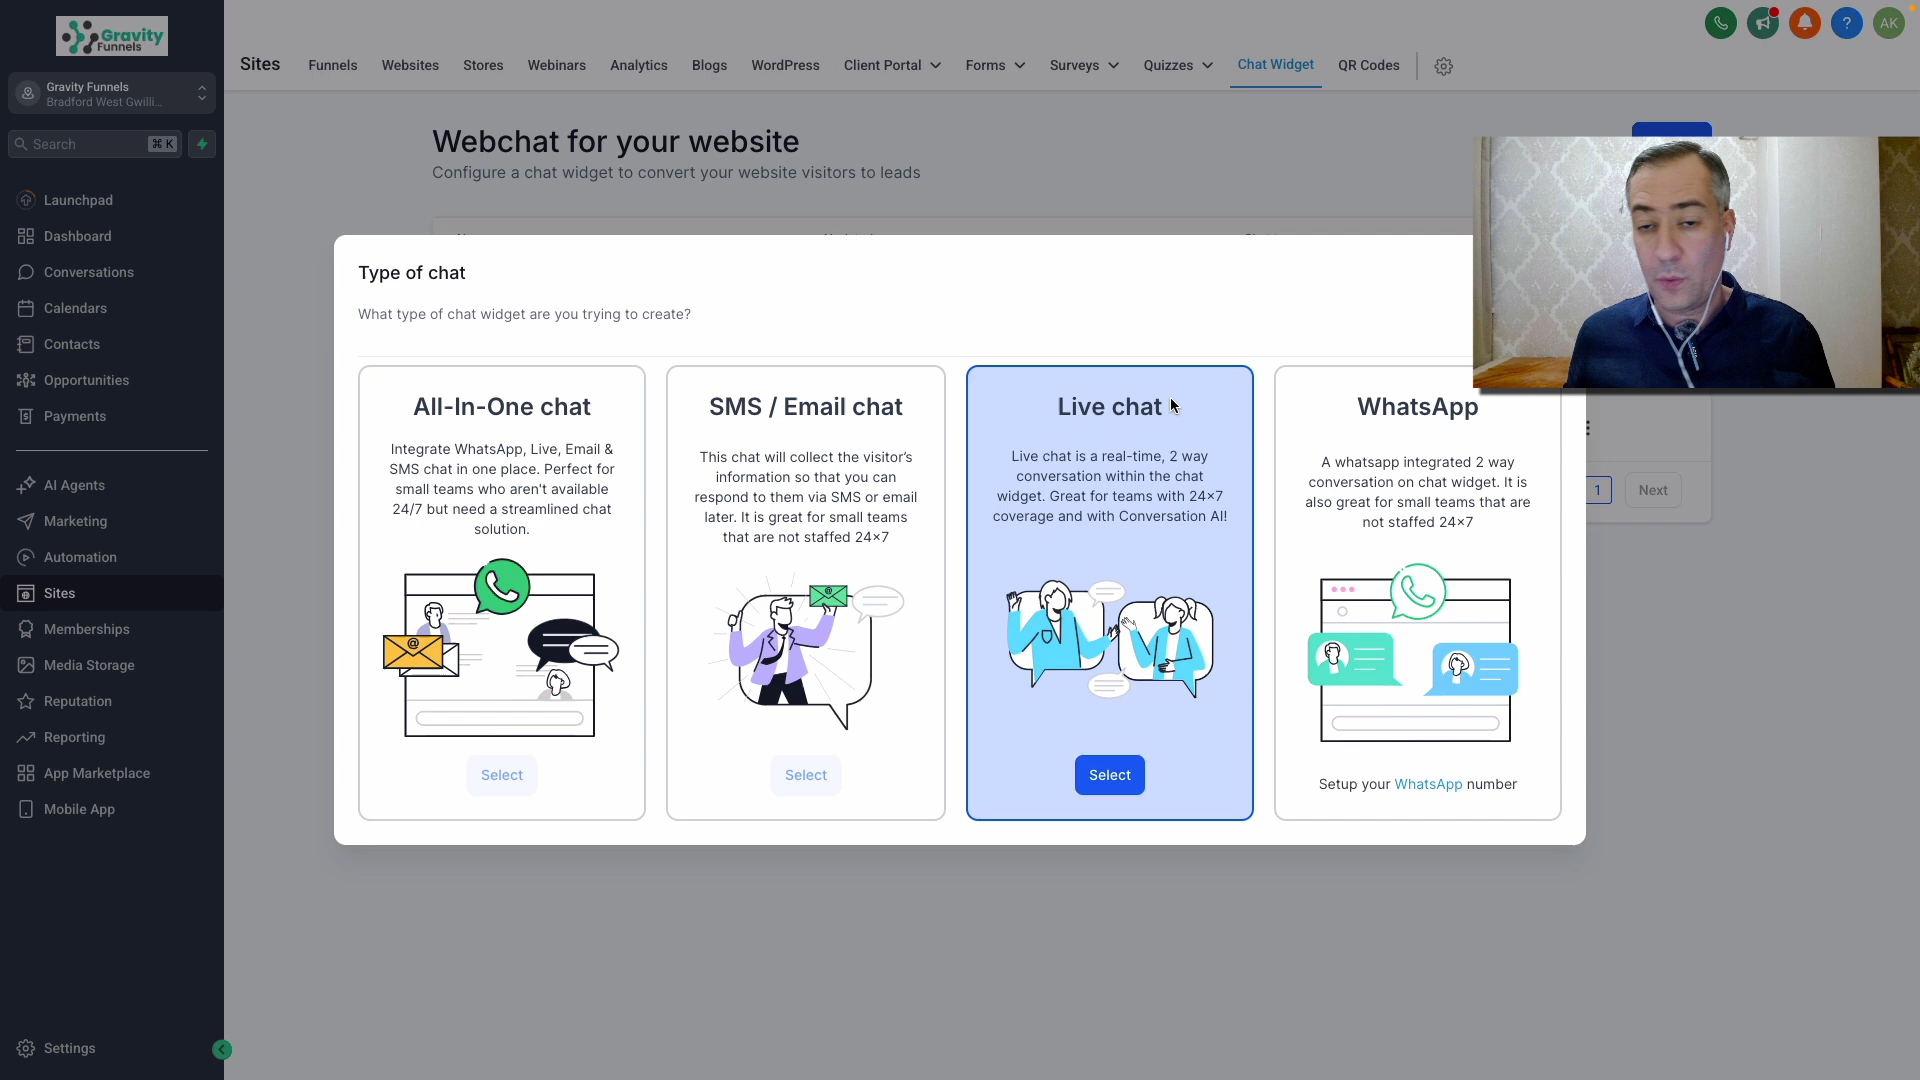 Gravity
Funnels
Gravity Funnels
Bradford West Gwilli...
Search
⌘ K
Launchpad
Dashboard
Conversations
Calendars
Contacts
Opportunities
Payments
AI Agents
Marketing
Automation
Sites
Memberships
Media Storage
Reputation
Reporting
App Marketplace
Mobile App
Settings
Sites
Funnels
Websites
Stores
Webinars
Analytics
Blogs
WordPress
Client Portal
Forms
Surveys
Quizzes
Chat Widget
QR Codes
?
AK
Webchat for your website
Configure a chat widget to convert your website visitors to leads
Type of chat
What type of chat widget are you trying to create?
All-In-One chat
Integrate WhatsApp, Live, Email &
SMS chat in one place. Perfect for
small teams who aren't available
24/7 but need a streamlined chat
solution.
@
Select
SMS / Email chat
This chat will collect the visitor's
information so that you can
respond to them via SMS or email
later. It is great for small teams
that are not staffed 24×7
@
Select
Live chat
Live chat is a real-time, 2 way
conversation within the chat
widget. Great for teams with 24×7
coverage and with Conversation AI!
Select
WhatsApp
A whatsapp integrated 2 way
conversation on chat widget. It is
also great for small teams that are
not staffed 24×7
Setup your WhatsApp number
1
Next